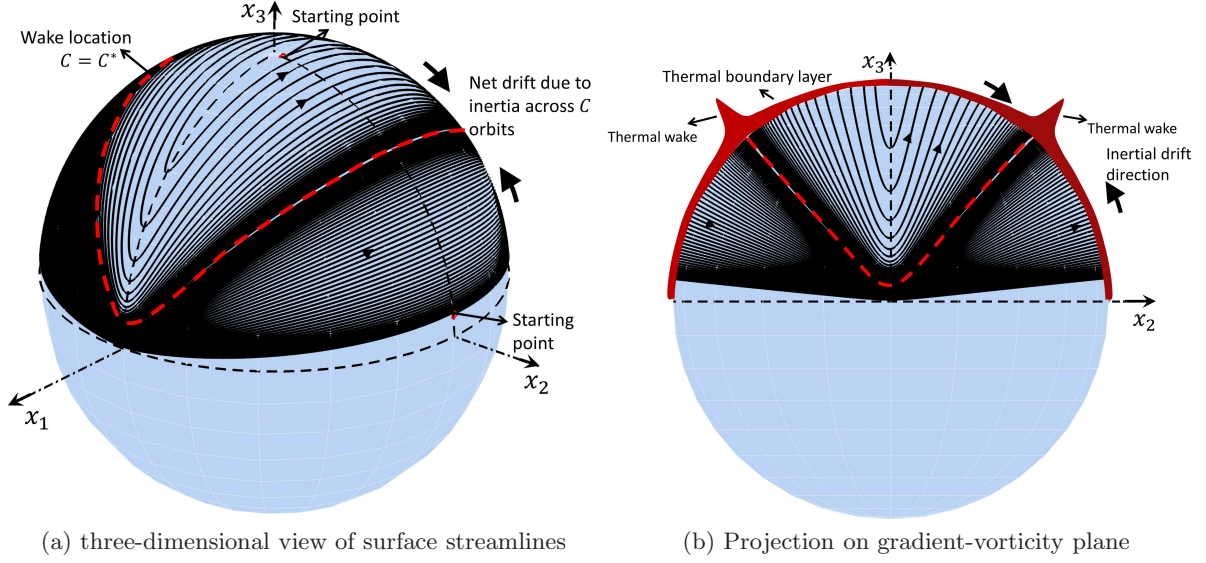 x₃
Starting point
Wake location
C = C*
Net drift due to
inertia across C
orbits
Starting
point
x₂
x₁
(a) three-dimensional view of surface streamlines
x₃
Thermal boundary layer
Thermal wake
Thermal wake
Inertial drift
direction
x₂
(b) Projection on gradient-vorticity plane